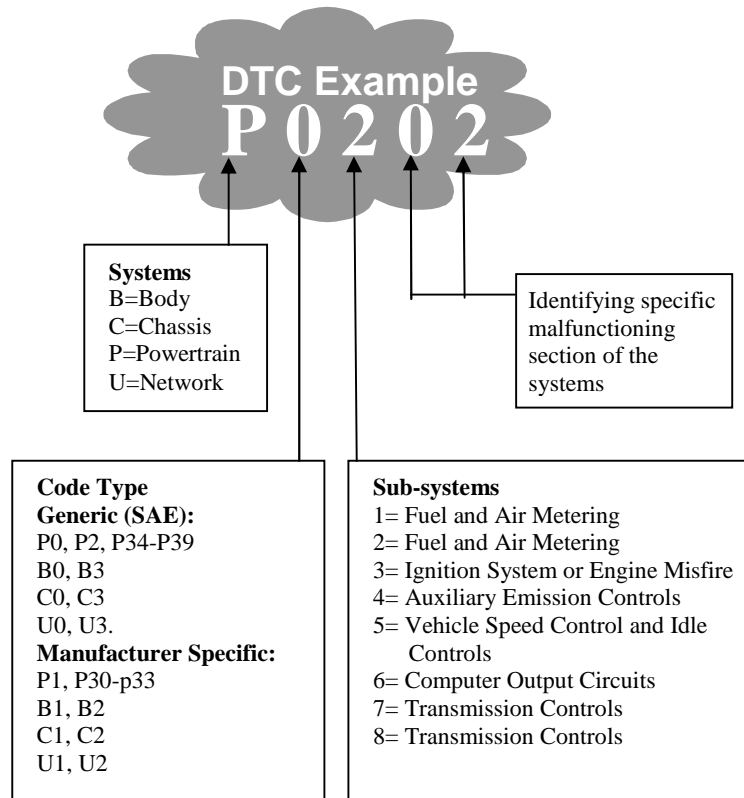 DTC Example
P0202
Systems
B=Body
C=Chassis
P=Powertrain
U=Network
Identifying specific
malfunctioning
section of the
systems
Code Type
Generic (SAE):
P0, P2, P34-P39
B0, B3
C0, C3
U0, U3.
Manufacturer Specific:
P1, P30-p33
B1, B2
C1, C2
U1, U2
Sub-systems
1= Fuel and Air Metering
2= Fuel and Air Metering
3= Ignition System or Engine Misfire
4= Auxiliary Emission Controls
5= Vehicle Speed Control and Idle
Controls
6= Computer Output Circuits
7= Transmission Controls
8= Transmission Controls